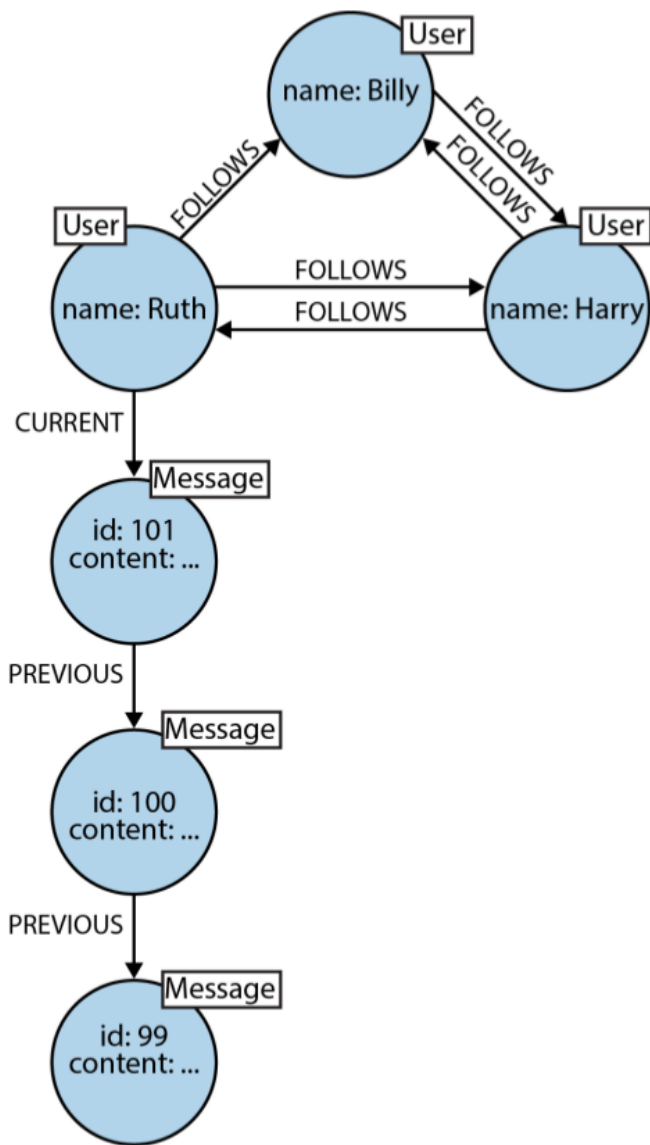 User
name: Billy
FOLLOWS
FOLLOWS
FOLLOWS
User
User
name: Ruth
FOLLOWS
FOLLOWS
name: Harry
CURRENT
Message
id: 101
content: ...
PREVIOUS
Message
id: 100
content: ...
PREVIOUS
Message
id: 99
content: ...